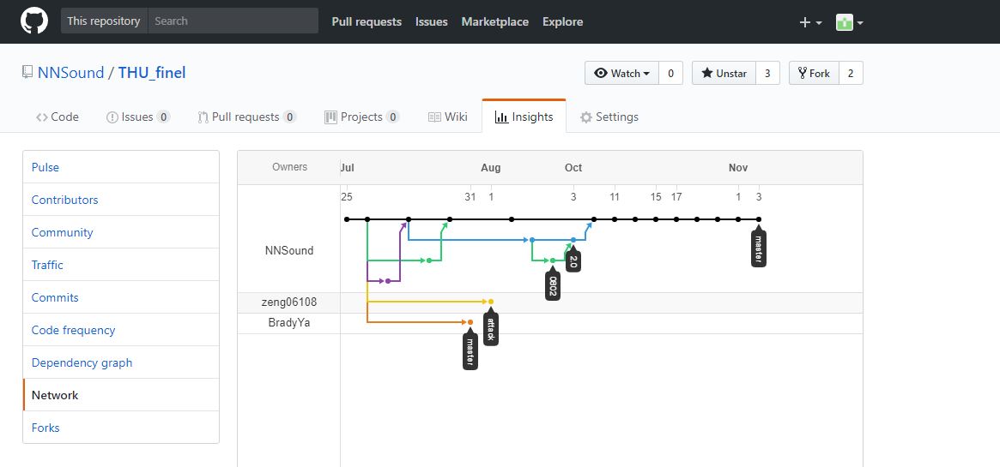 This repository Search Pull requests Issues Marketplace Explore
NNSound / THU_finel Watch 0 Unstar 3 Fork 2
Code Issues 0 Pull requests 0 Projects 0 Wiki Insights Settings
Pulse
Contributors
Community
Traffic
Commits
Code frequency
Dependency graph
Network
Forks
Owners Jul Aug Oct Nov
25 31 1 3 11 15 17 1 3
NNSound
master
2.0
0802
zeng06108
attack
BradyYa
master